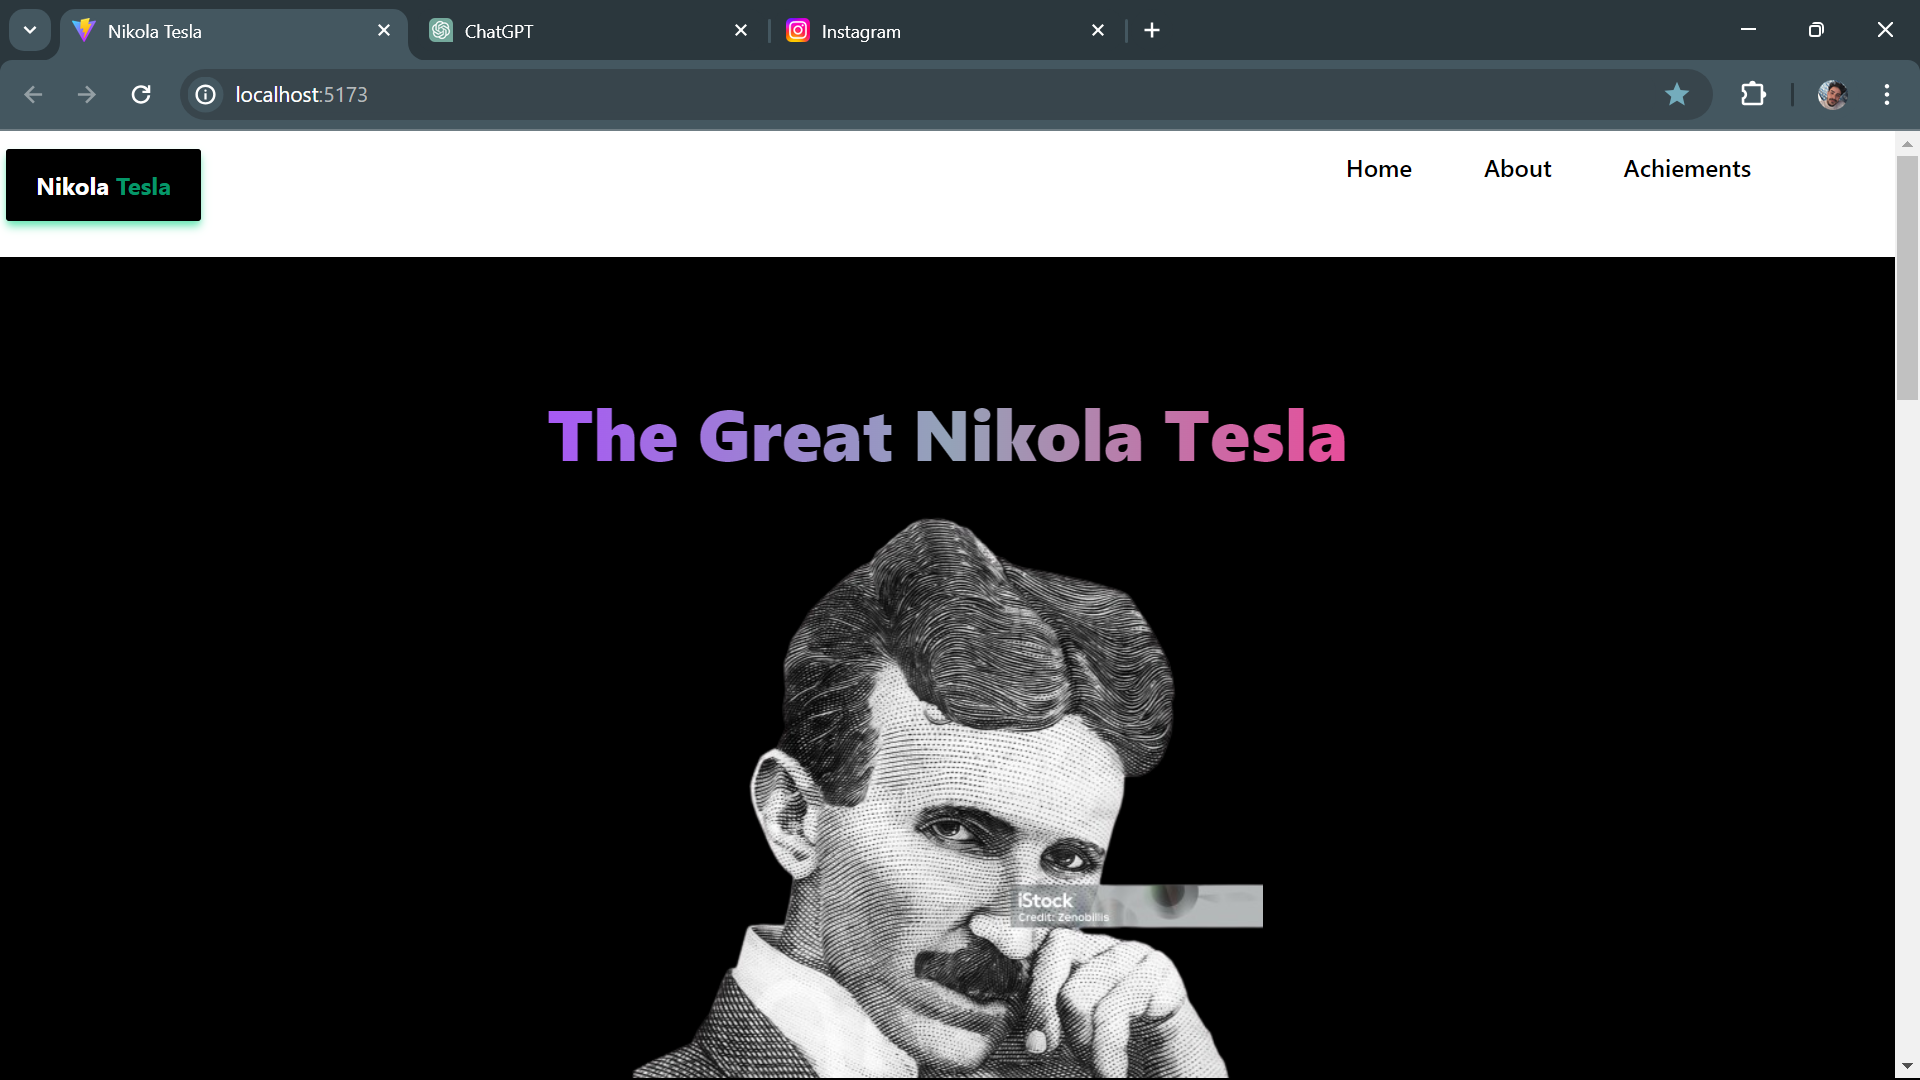 Nikola Tesla
ChatGPT
Instagram
localhost:5173
Nikola Tesla
Home
About
Achiements
The Great Nikola Tesla
iStock
Credit: Zenobillis